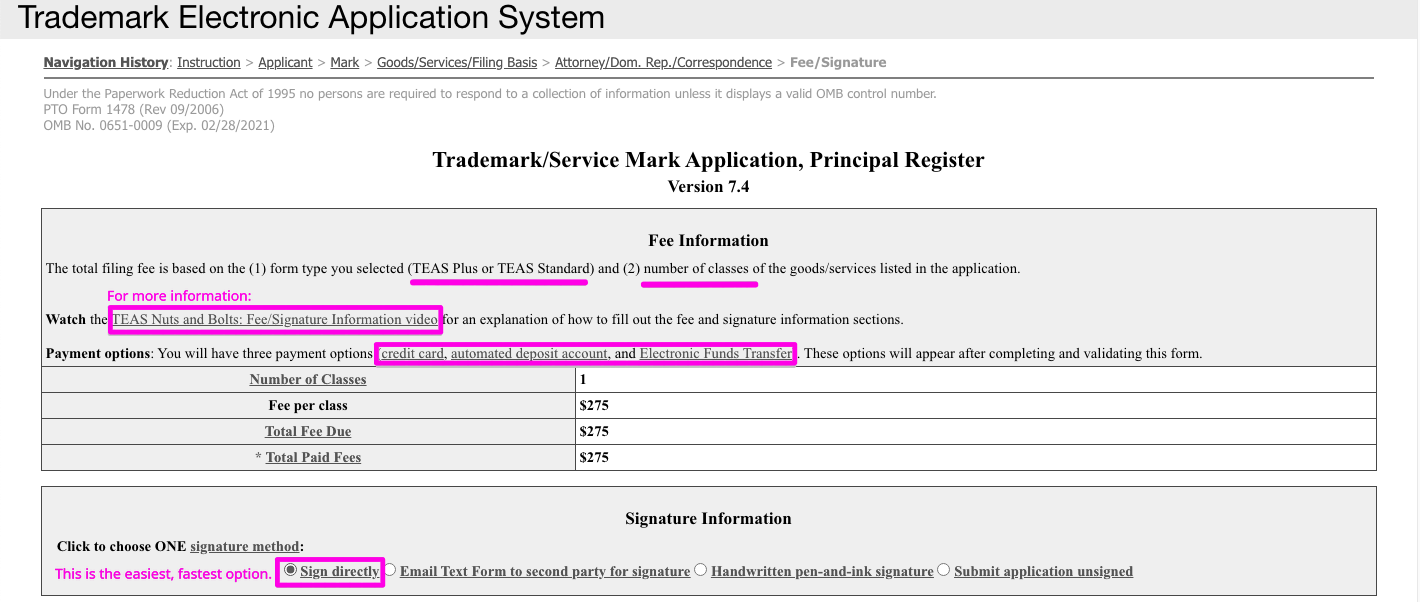 Trademark Electronic Application System
Navigation History: Instruction > Applicant > Mark > Goods/Services/Filing Basis > Attorney/Dom. Rep./Correspondence > Fee/Signature
Under the Paperwork Reduction Act of 1995 no persons are required to respond to a collection of information unless it displays a valid OMB control number.
PTO Form 1478 (Rev 09/2006)
OMB No. 0651-0009 (Exp. 02/28/2021)
Trademark/Service Mark Application, Principal Register
Version 7.4
Fee Information
The total filing fee is based on the (1) form type you selected (TEAS Plus or TEAS Standard) and (2) number of classes of the goods/services listed in the application.
For more information:
Watch the TEAS Nuts and Bolts: Fee/Signature Information video for an explanation of how to fill out the fee and signature information sections.
Payment options: You will have three payment options credit card, automated deposit account, and Electronic Funds Transfer. These options will appear after completing and validating this form.
Number of Classes 1
Fee per class $275
Total Fee Due $275
* Total Paid Fees $275
Signature Information
Click to choose ONE signature method:
This is the easiest, fastest option. Sign directly Email Text Form to second party for signature Handwritten pen-and-ink signature Submit application unsigned